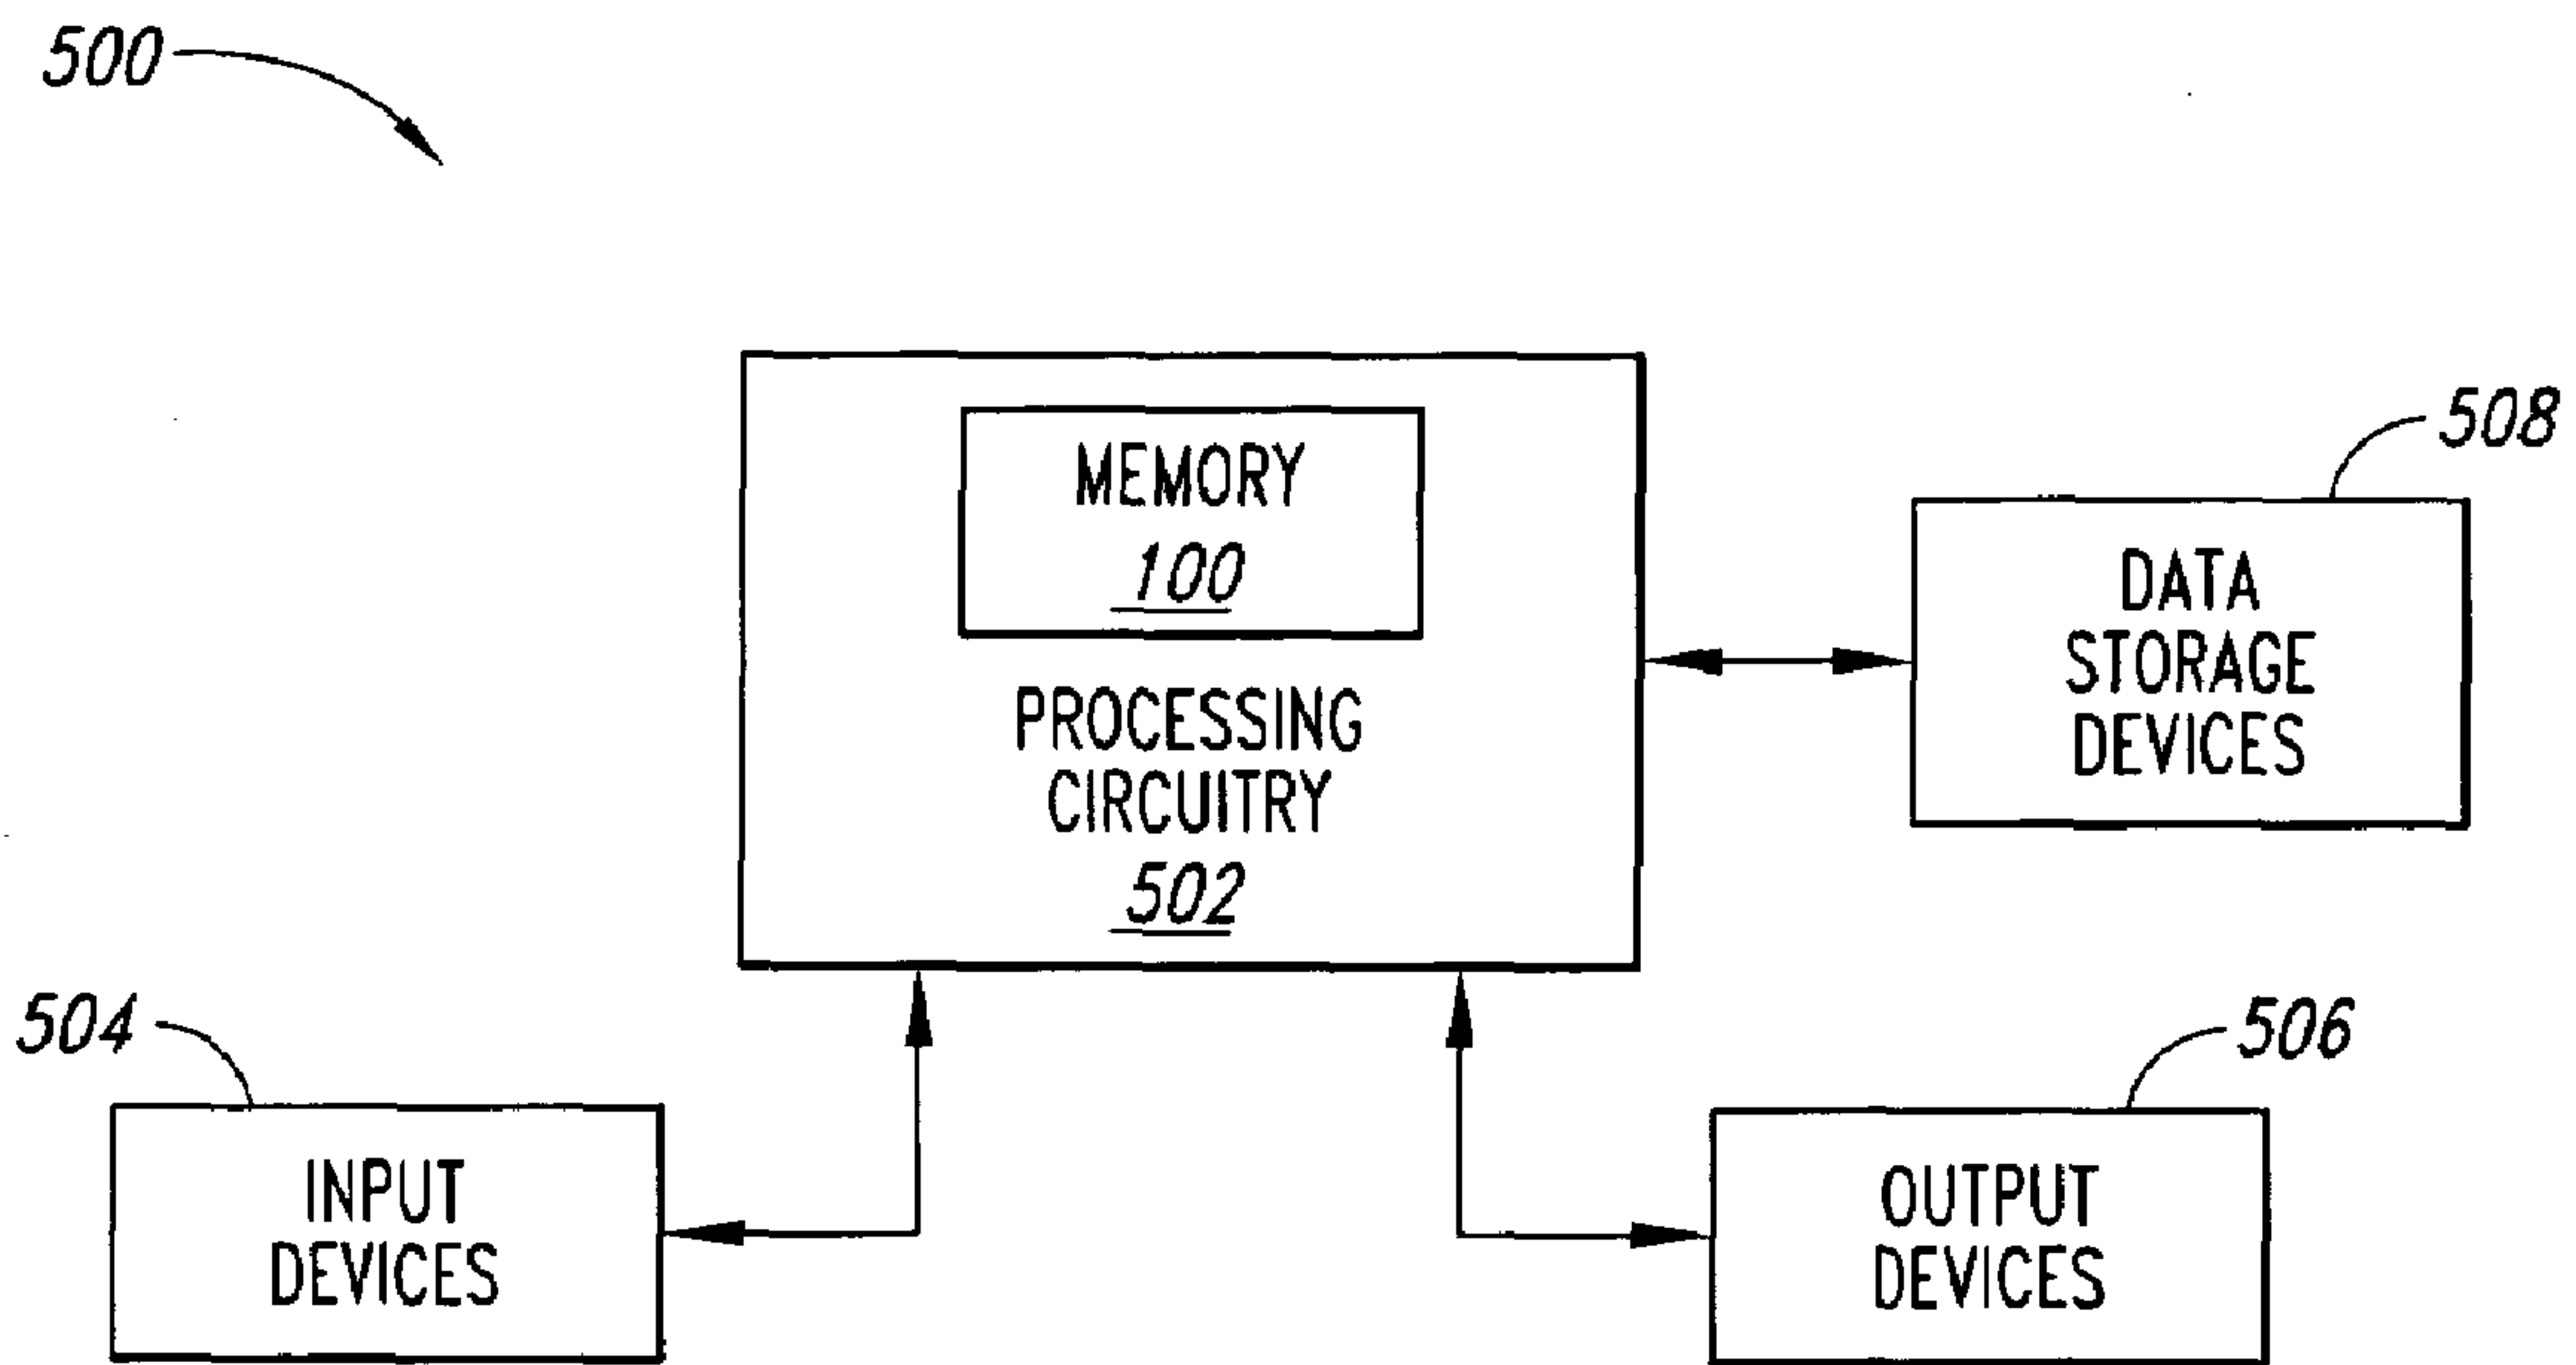 500
MEMORY
100
508
DATA
STORAGE
DEVICES
PROCESSING
CIRCUITRY
502
504
INPUT
DEVICES
506
OUTPUT
DEVICES